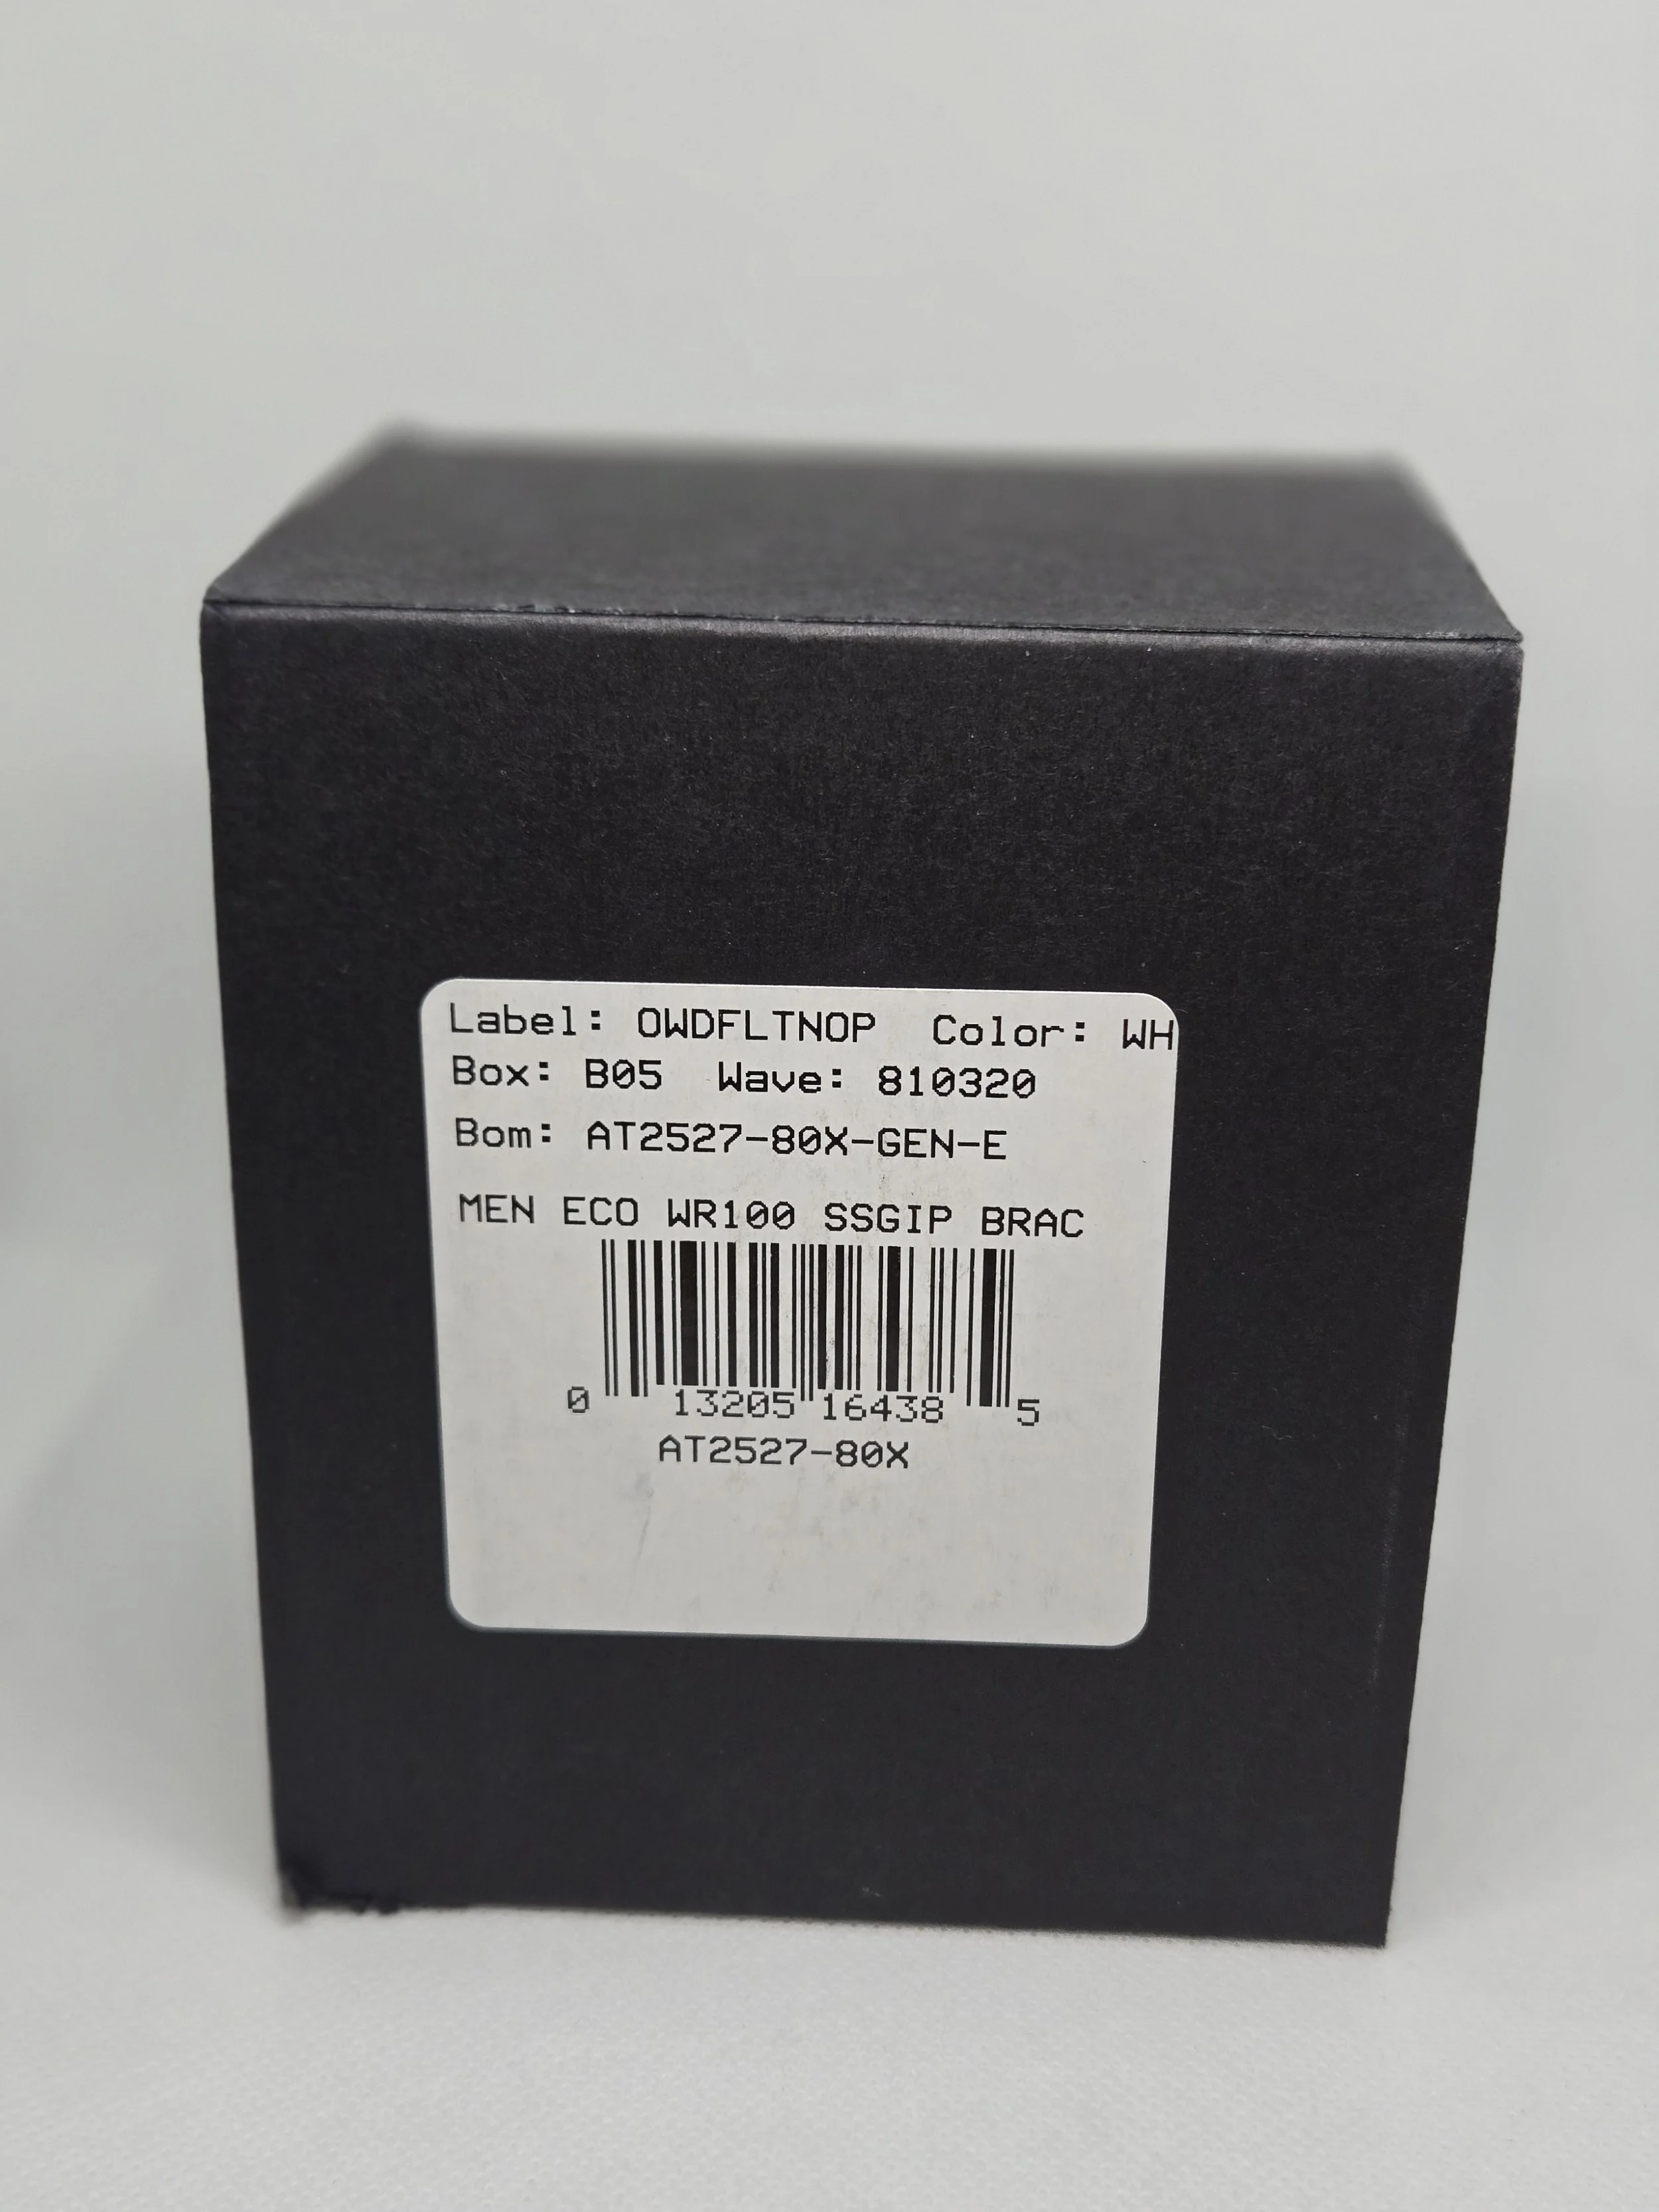 Label: OWDFLTNOP Color: WH
Box: B05 Wave: 810320
Bom: AT2527-80X-GEN-E
MEN ECO WR100 SSGIP BRAC
0 13205 16438 5
AT2527-80X